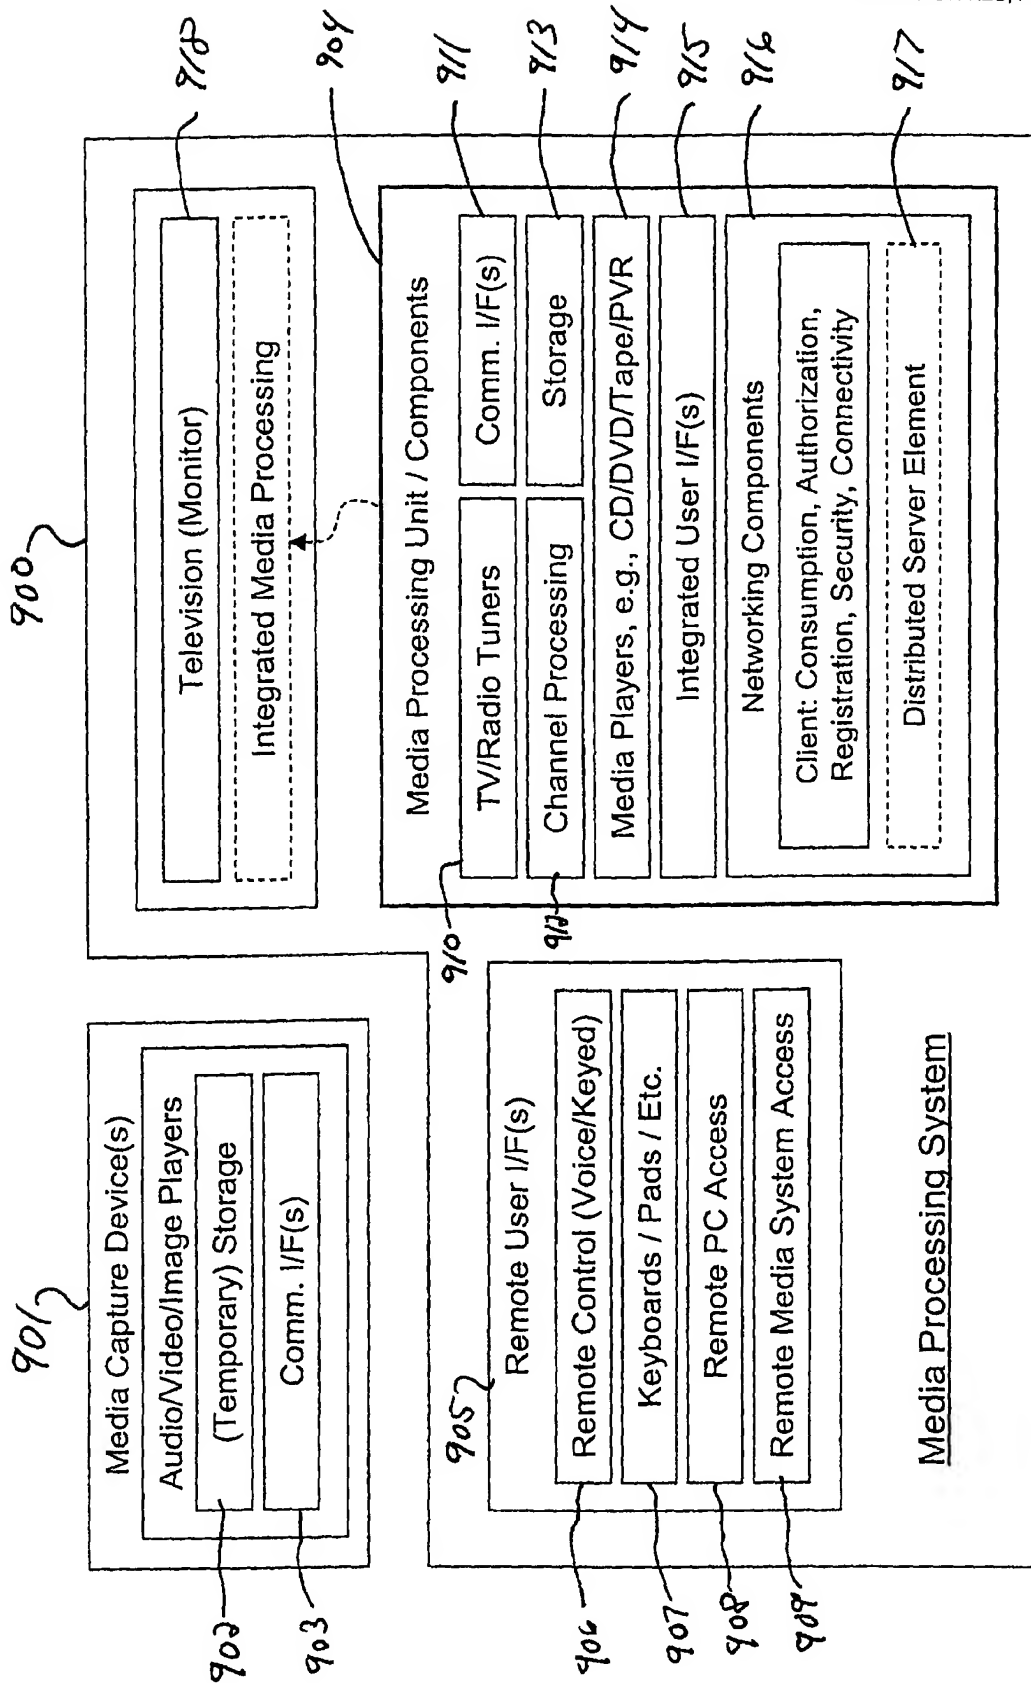 900
901
Media Capture Device(s)
Audio/Video/Image Players
(Temporary) Storage
Comm. I/F(s)
902
903
905
Remote User I/F(s)
Remote Control (Voice/Keyed)
Keyboards / Pads / Etc.
Remote PC Access
Remote Media System Access
906
907
908
909
Media Processing System
Television (Monitor)
Integrated Media Processing
918
904
Media Processing Unit / Components
TV/Radio Tuners
Comm. I/F(s)
910
911
Channel Processing
Storage
912
913
Media Players, e.g., CD/DVD/Tape/PVR
914
Integrated User I/F(s)
915
Networking Components
916
Client: Consumption, Authorization,
Registration, Security, Connectivity
Distributed Server Element
917